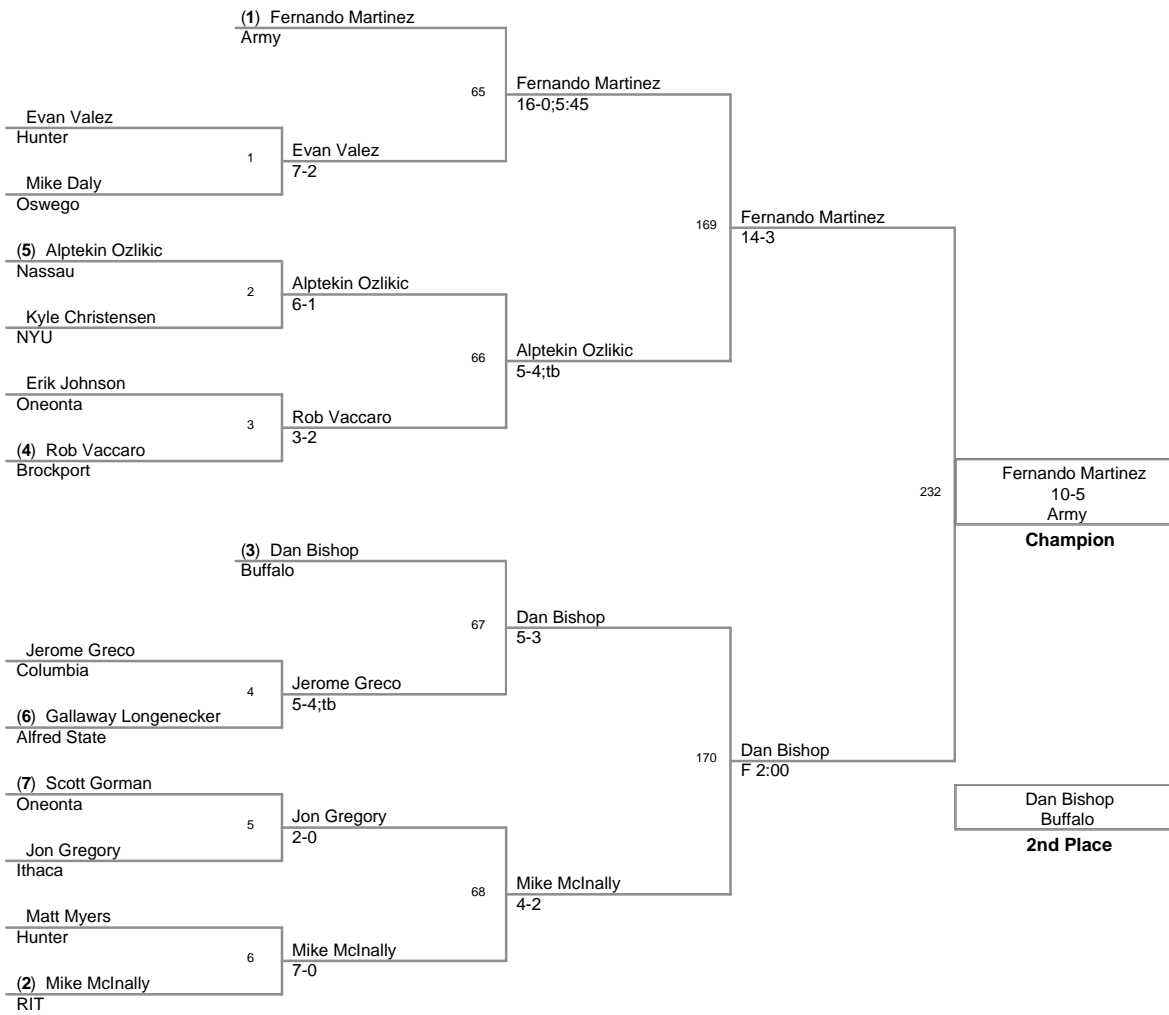 (1) Fernando Martinez
Army
65
Fernando Martinez
16-0;5:45
Evan Valez
Hunter
1
Evan Valez
7-2
Mike Daly
Oswego
169
Fernando Martinez
14-3
(5) Alptekin Ozlikic
Nassau
2
Alptekin Ozlikic
6-1
Kyle Christensen
NYU
66
Alptekin Ozlikic
5-4;tb
Erik Johnson
Oneonta
3
Rob Vaccaro
3-2
(4) Rob Vaccaro
Brockport
232
Fernando Martinez
10-5
Army
Champion
(3) Dan Bishop
Buffalo
67
Dan Bishop
5-3
Jerome Greco
Columbia
4
Jerome Greco
5-4;tb
(6) Gallaway Longenecker
Alfred State
170
Dan Bishop
F 2:00
(7) Scott Gorman
Oneonta
5
Jon Gregory
2-0
Jon Gregory
Ithaca
Dan Bishop
Buffalo
2nd Place
68
Mike McInally
4-2
Matt Myers
Hunter
6
Mike McInally
7-0
(2) Mike McInally
RIT